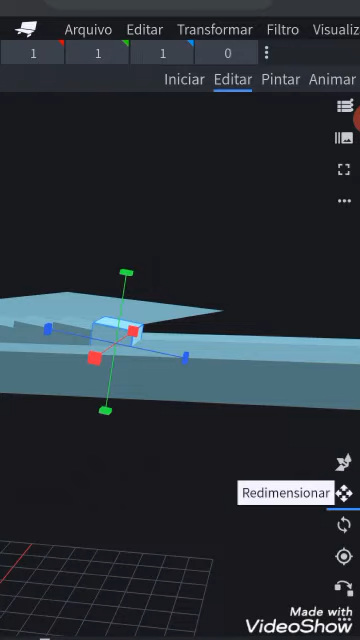 Arquivo Editar Transformar Filtro Visualiz
1 1 1 0
Iniciar Editar Pintar Animar
Redimensionar
Made with
VideoShow